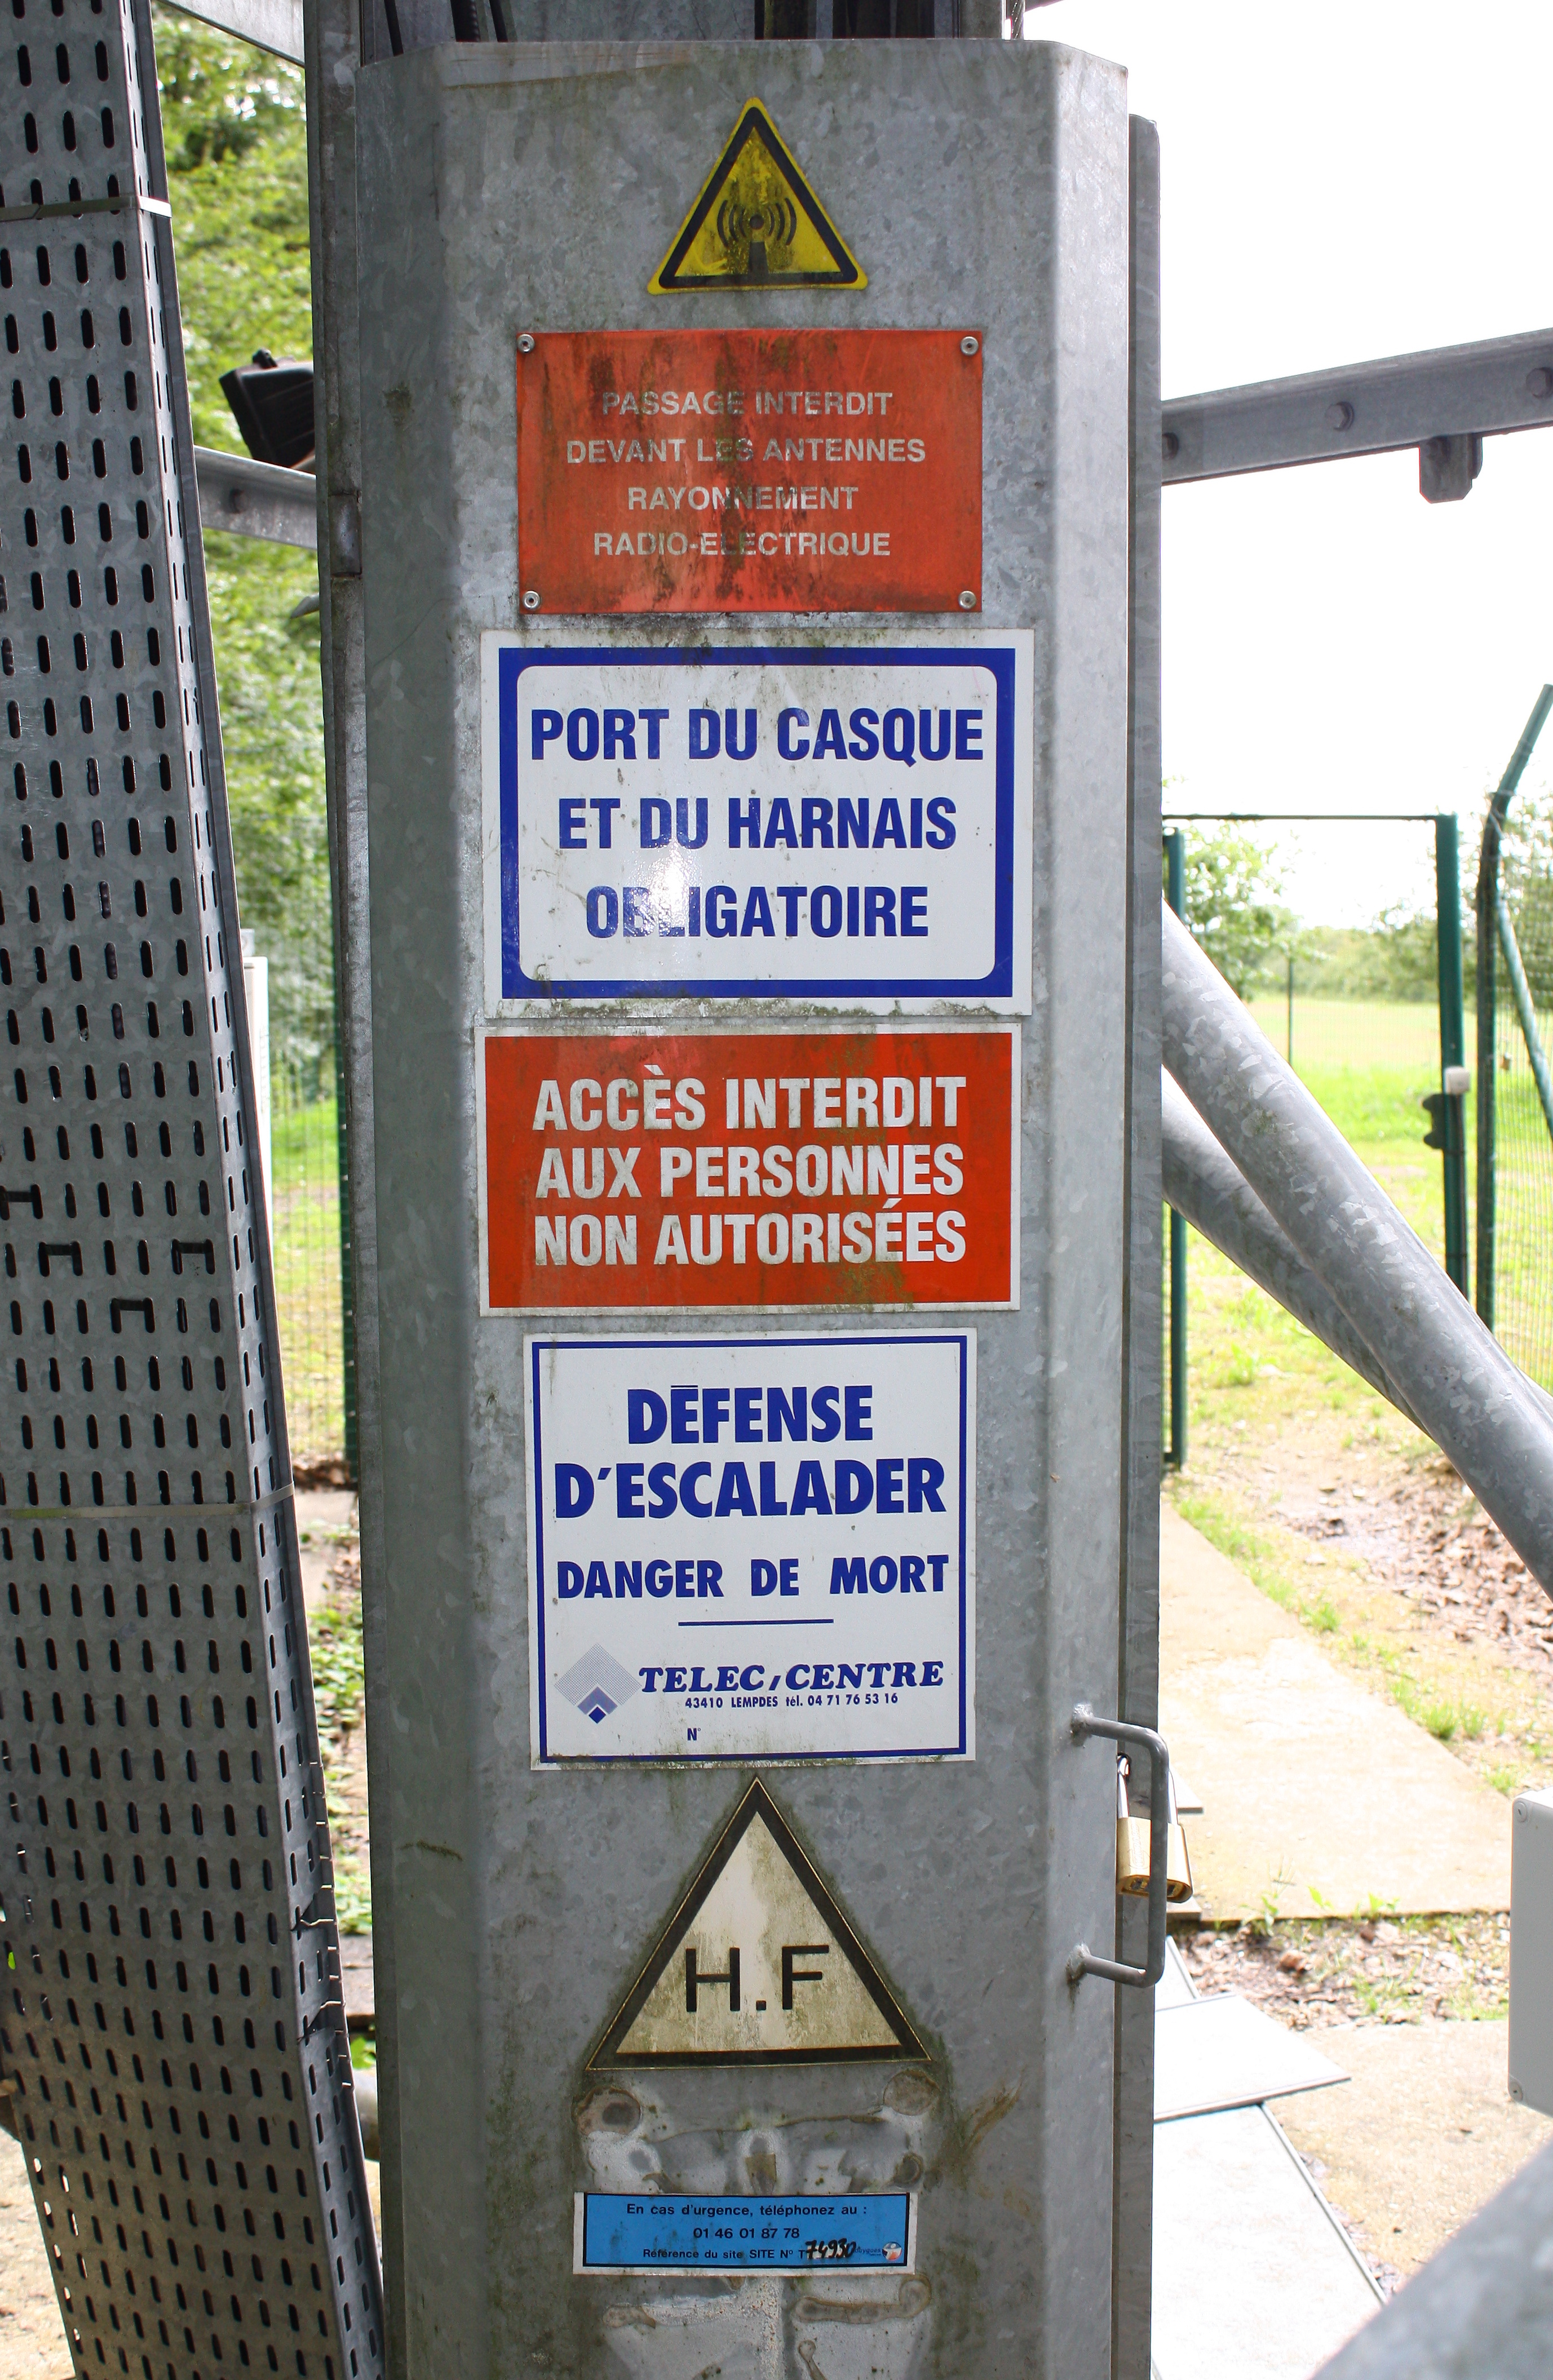 PASSAGE INTERDIT
DEVANT LES ANTENNES
RAYONNEMENT
RADIO-ELECTRIQUE
PORT DU CASQUE
ET DU HARNAIS
OBLIGATOIRE
ACCÈS INTERDIT
AUX PERSONNES
NON AUTORISÉES
DÉFENSE
D'ESCALADER
DANGER DE MORT
TELEC, CENTRE
43410 LEMPDES tél. 04 71 76 53 16
N°
H.F
En cas d'urgence, téléphonez au :
01 46 01 87 78
Référence du site SITE N° T74930